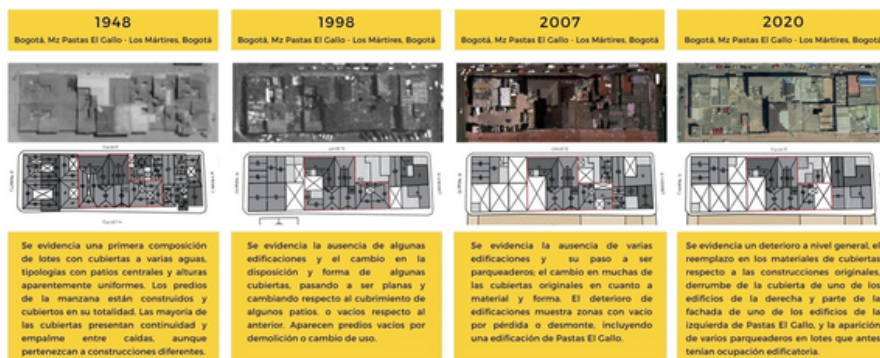 1948
Bogotá, Mz Pastas El Gallo - Los Mártires, Bogotá
Se evidencia una primera composición
de lotes con cubiertas a varias aguas,
tipologías con patios centrales y alturas
aparentemente uniformes. Los predios
de la manzana están construidos y
cubiertos en su totalidad. Las mayoría de
las cubiertas presentan continuidad y
empalme entre caídas, aunque
pertenezcan a construcciones diferentes.
1998
Bogotá, Mz Pastas El Gallo - Los Mártires, Bogotá
Se evidencia la ausencia de algunas
edificaciones y el cambio en la
disposición y forma de algunas
cubiertas, pasando a ser planas y
cambiando respecto al cubrimiento de
algunos patios, o vacíos respecto al
anterior. Aparecen predios vacíos por
demolición o cambio de uso.
2007
Bogotá, Mz Pastas El Gallo - Los Mártires, Bogotá
Se evidencia la ausencia de varias
edificaciones y su paso a ser
parqueaderos; el cambio en muchas de
las cubiertas originales en cuanto a
material y forma. El deterioro de
edificaciones muestra zonas con vacío
por pérdida o desmonte, incluyendo
una edificación de Pastas El Gallo.
2020
Bogotá, Mz Pastas El Gallo - Los Mártires, Bogotá
Se evidencia un deterioro a nivel general, el
reemplazo en los materiales de cubiertas
respecto a las construcciones originales,
derrumbe de la cubierta de uno de los
edificios de la derecha y parte de la
fachada de uno de los edificios de la
izquierda de Pastas El Gallo, y la aparición
de varios parqueaderos en lotes que antes
tenían ocupación edificatoria.